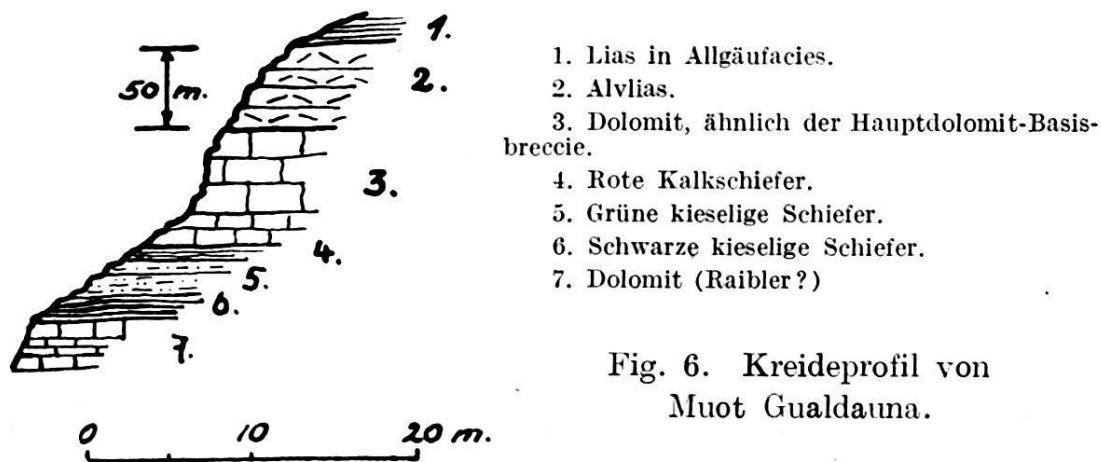 1.
2.
50 m.
3.
4.
5.
6.
7.
0 10 20 m.
1. Lias in Allgäufacies.
2. Alvlias.
3. Dolomit, ähnlich der Hauptdolomit-Basis-
breccie.
4. Rote Kalkschiefer.
5. Grüne kieselige Schiefer.
6. Schwarze kieselige Schiefer.
7. Dolomit (Raibler?)
Fig. 6. Kreideprofil von
Muot Gualdauna.